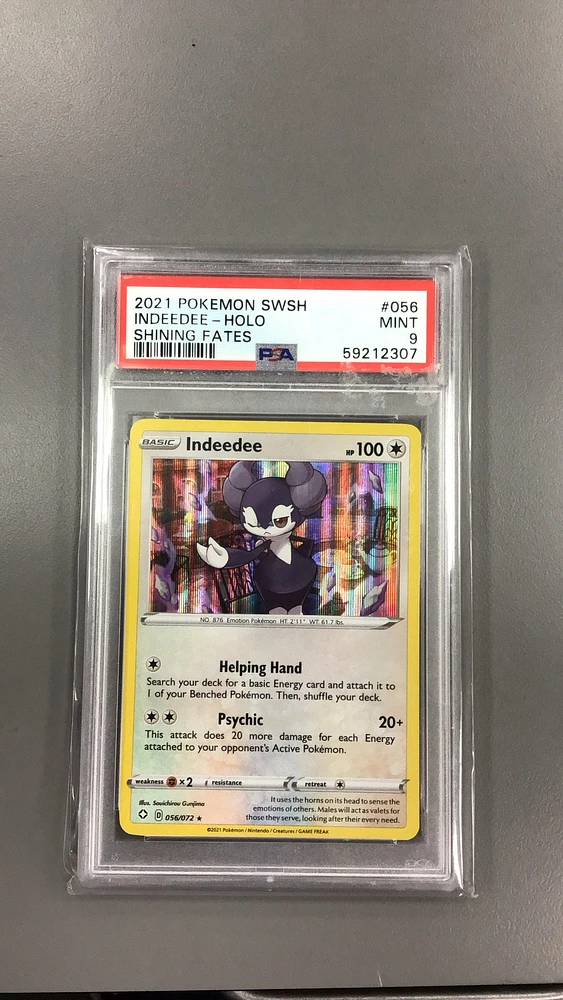 2021 POKEMON SWSH #056
INDEEDEE-HOLO MINT
SHINING FATES 9
PSA 59212307
BASIC Indeedee HP 100
NO. 876 Emotion Pokémon HT: 2'11" WT: 61.7 lbs.
Helping Hand
Search your deck for a basic Energy card and attach it to
1 of your Benched Pokémon. Then, shuffle your deck.
Psychic 20+
This attack does 20 more damage for each Energy
attached to your opponent's Active Pokémon.
weakness ×2 resistance retreat
Illus. Souichirou Gunjima
It uses the horns on its head to sense the
emotions of others. Males will act as valets for
those they serve, looking after their every need.
D 056/072 ★
©2021 Pokémon / Nintendo / Creatures / GAME FREAK